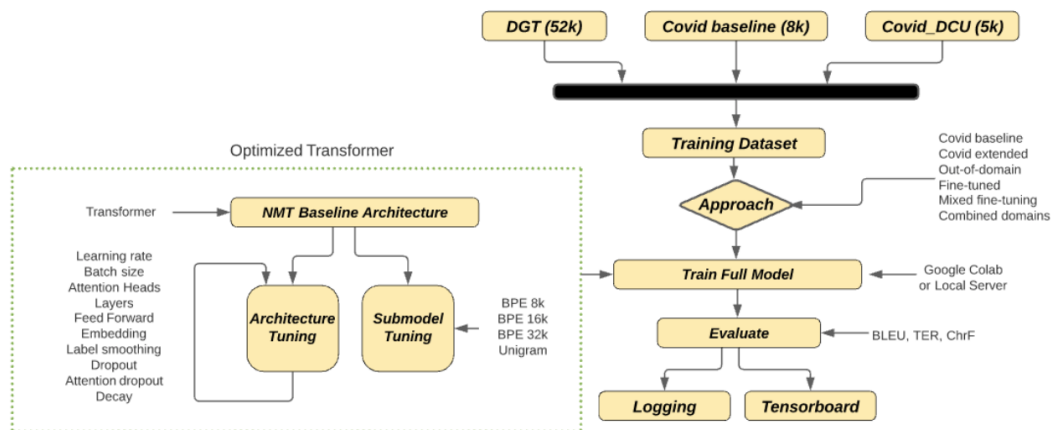 DGT (52k)
Covid baseline (8k)
Covid_DCU (5k)
Training Dataset
Covid baseline
Covid extended
Out-of-domain
Fine-tuned
Mixed fine-tuning
Combined domains
Approach
Optimized Transformer
Transformer
NMT Baseline Architecture
Learning rate
Batch size
Attention Heads
Layers
Feed Forward
Embedding
Label smoothing
Dropout
Attention dropout
Decay
Architecture
Tuning
Submodel
Tuning
BPE 8k
BPE 16k
BPE 32k
Unigram
Train Full Model
Google Colab
or Local Server
Evaluate
BLEU, TER, ChrF
Logging
Tensorboard